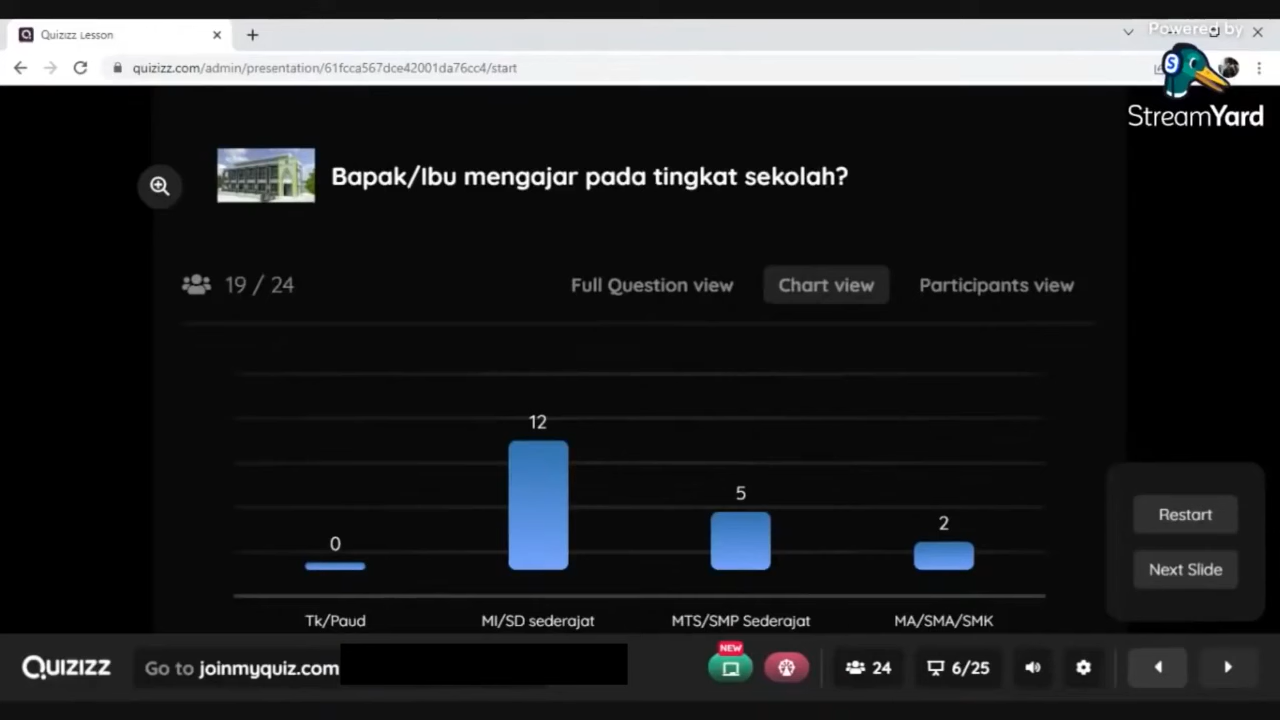 Quizizz Lesson
Powered by
quizizz.com/admin/presentation/61fcca567dce42001da76cc4/start
S
StreamYard
Bapak/Ibu mengajar pada tingkat sekolah?
19 / 24
Full Question view
Chart view
Participants view
12
5
2
0
Restart
Next Slide
Tk/Paud
MI/SD sederajat
MTS/SMP Sederajat
MA/SMA/SMK
Quizizz
Go to joinmyquiz.com
NEW
24
6/25